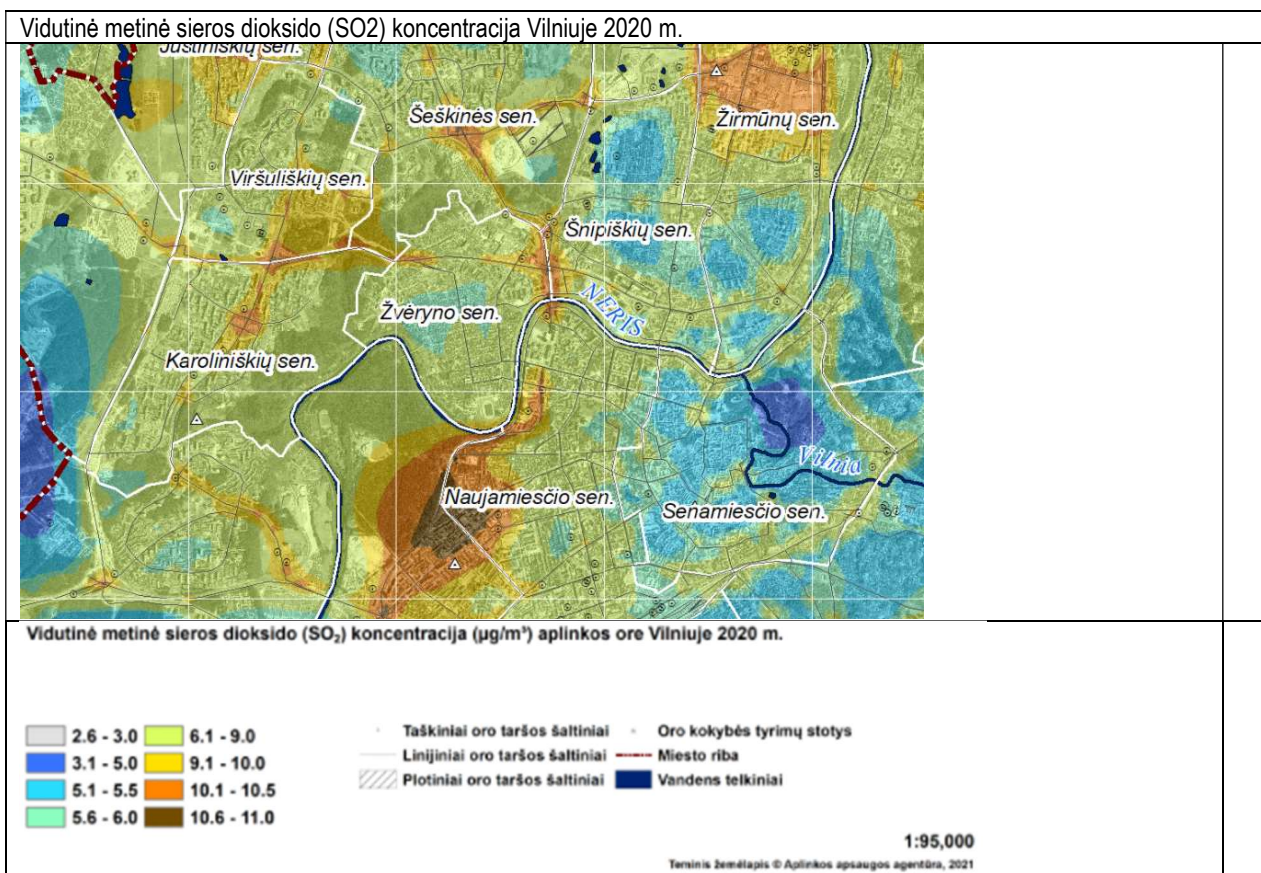 Vidutinė metinė sieros dioksido (SO2) koncentracija Vilniuje 2020 m.
Justiniškių sen.
Šeškinės sen.
Žirmūnų sen.
Viršuliškių sen.
Šnipiškių sen.
NERIS
Žvėryno sen.
Karoliniškių sen.
Vilnia
Naujamiesčio sen.
Senamiesčio sen.
Vidutinė metinė sieros dioksido (SO₂) koncentracija (µg/m³) aplinkos ore Vilniuje 2020 m.
2.6 - 3.0 6.1 - 9.0 Taškiniai oro taršos šaltiniai Oro kokybės tyrimų stotys
3.1 - 5.0 9.1 - 10.0 Linijiniai oro taršos šaltiniai Miesto riba
5.1 - 5.5 10.1 - 10.5 Plotiniai oro taršos šaltiniai Vandens telkiniai
5.6 - 6.0 10.6 - 11.0
1:95,000
Teminis žemėlapis © Aplinkos apsaugos agentūra, 2021